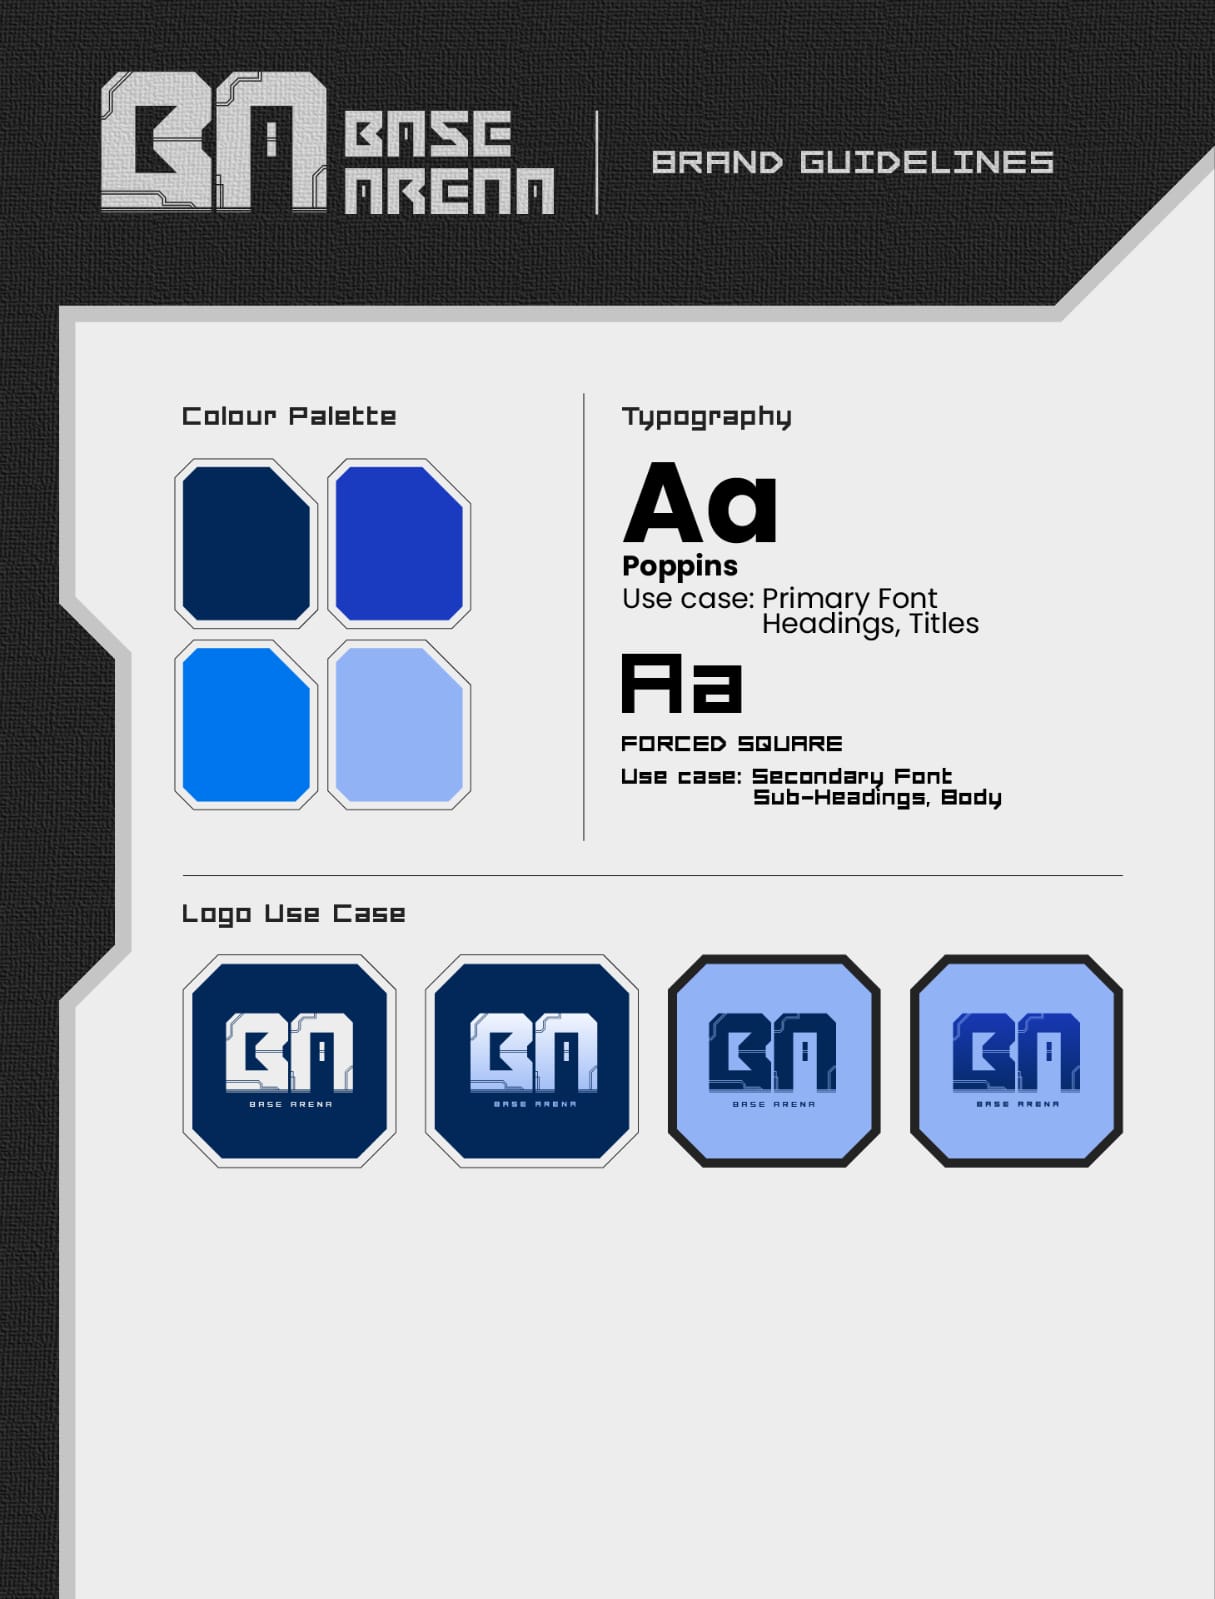 BA BASE
ARENA
BRAND GUIDELINES
Colour Palette
Typography
Aa
Poppins
Use case: Primary Font
Headings, Titles
Aa
FORCED SQUARE
Use case: Secondary Font
Sub-Headings, Body
Logo Use Case
BA
BASE ARENA
BA
BASE ARENA
BA
BASE ARENA
BA
BASE ARENA